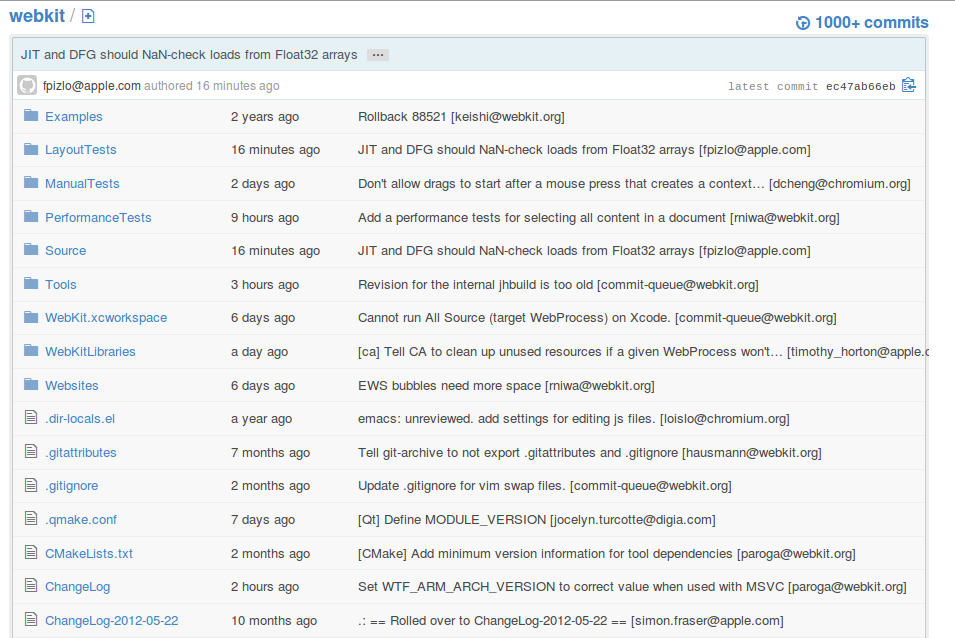 webkit /
1000+ commits
JIT and DFG should NaN-check loads from Float32 arrays ...
fpizlo@apple.com authored 16 minutes ago latest commit ec47ab66eb
Examples 2 years ago Rollback 88521 [keishi@webkit.org]
LayoutTests 16 minutes ago JIT and DFG should NaN-check loads from Float32 arrays [fpizlo@apple.com]
ManualTests 2 days ago Don't allow drags to start after a mouse press that creates a context… [dcheng@chromium.org]
PerformanceTests 9 hours ago Add a performance tests for selecting all content in a document [rniwa@webkit.org]
Source 16 minutes ago JIT and DFG should NaN-check loads from Float32 arrays [fpizlo@apple.com]
Tools 3 hours ago Revision for the internal jhbuild is too old [commit-queue@webkit.org]
WebKit.xcworkspace 6 days ago Cannot run All Source (target WebProcess) on Xcode. [commit-queue@webkit.org]
WebKitLibraries a day ago [ca] Tell CA to clean up unused resources if a given WebProcess won't… [timothy_horton@apple.c
Websites 6 days ago EWS bubbles need more space [rniwa@webkit.org]
.dir-locals.el a year ago emacs: unreviewed. add settings for editing js files. [loislo@chromium.org]
.gitattributes 7 months ago Tell git-archive to not export .gitattributes and .gitignore [hausmann@webkit.org]
.gitignore 2 months ago Update .gitignore for vim swap files. [commit-queue@webkit.org]
.qmake.conf 7 days ago [Qt] Define MODULE_VERSION [jocelyn.turcotte@digia.com]
CMakeLists.txt 2 months ago [CMake] Add minimum version information for tool dependencies [paroga@webkit.org]
ChangeLog 2 hours ago Set WTF_ARM_ARCH_VERSION to correct value when used with MSVC [paroga@webkit.org]
ChangeLog-2012-05-22 10 months ago .: == Rolled over to ChangeLog-2012-05-22 == [simon.fraser@apple.com]